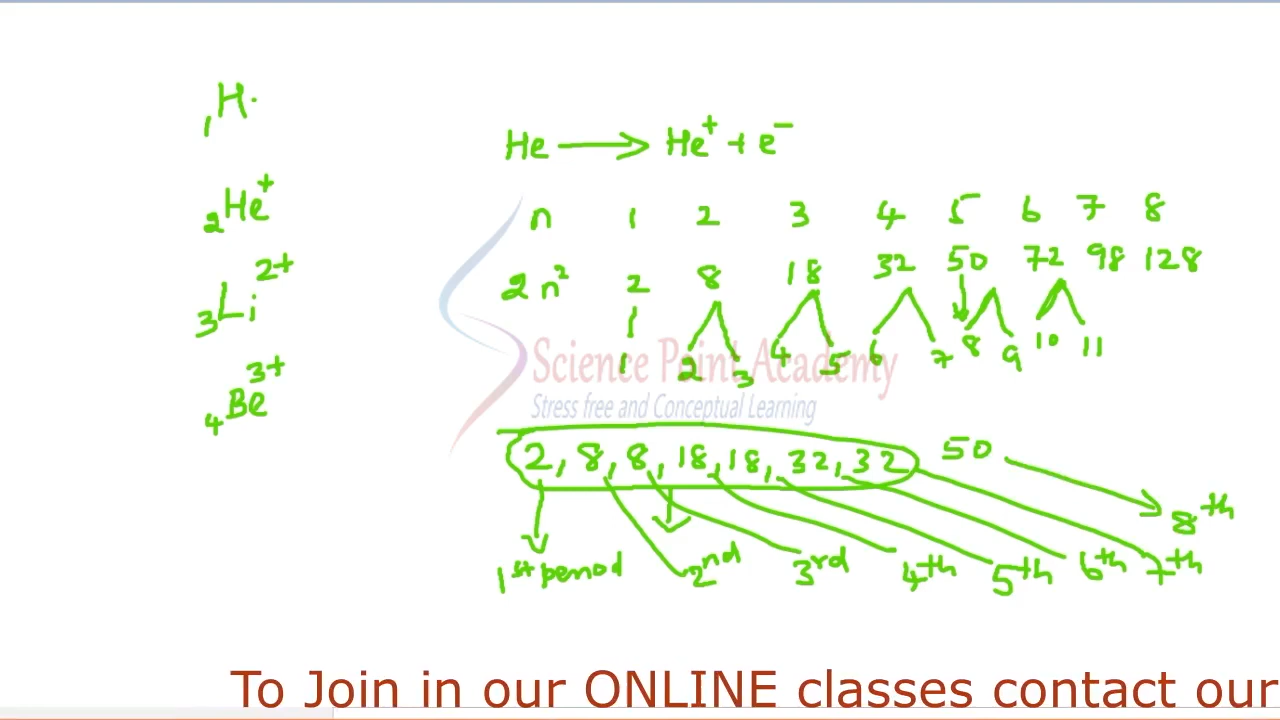 ₁H·
₂He⁺
₃Li²⁺
₄Be³⁺
He ⟶ He⁺ + e⁻
n 1 2 3 4 5 6 7 8
2n² 2 8 18 32 50 72 98 128
1 2 3 4 5 6 7 8 9 10 11
Science Point Academy
Stress free and Conceptual Learning
2, 8, 8, 18, 18, 32, 32 50
1st period 2nd 3rd 4th 5th 6th 7th 8th
To Join in our ONLINE classes contact our